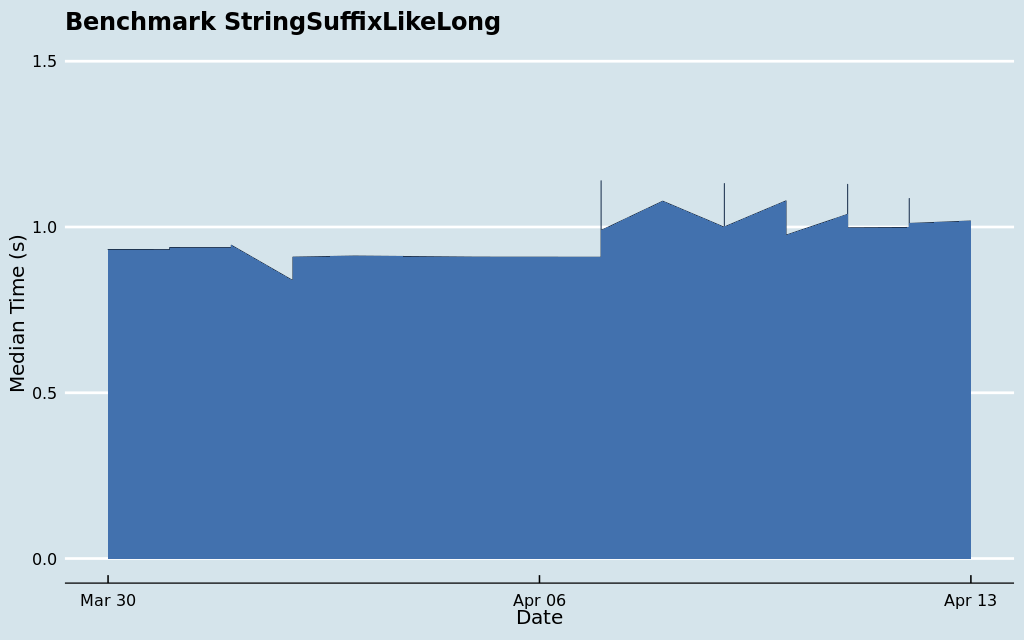 Benchmark StringSuffixLikeLong
1.5
1.0
0.5
0.0
Median Time (s)
Mar 30
Apr 06
Apr 13
Date